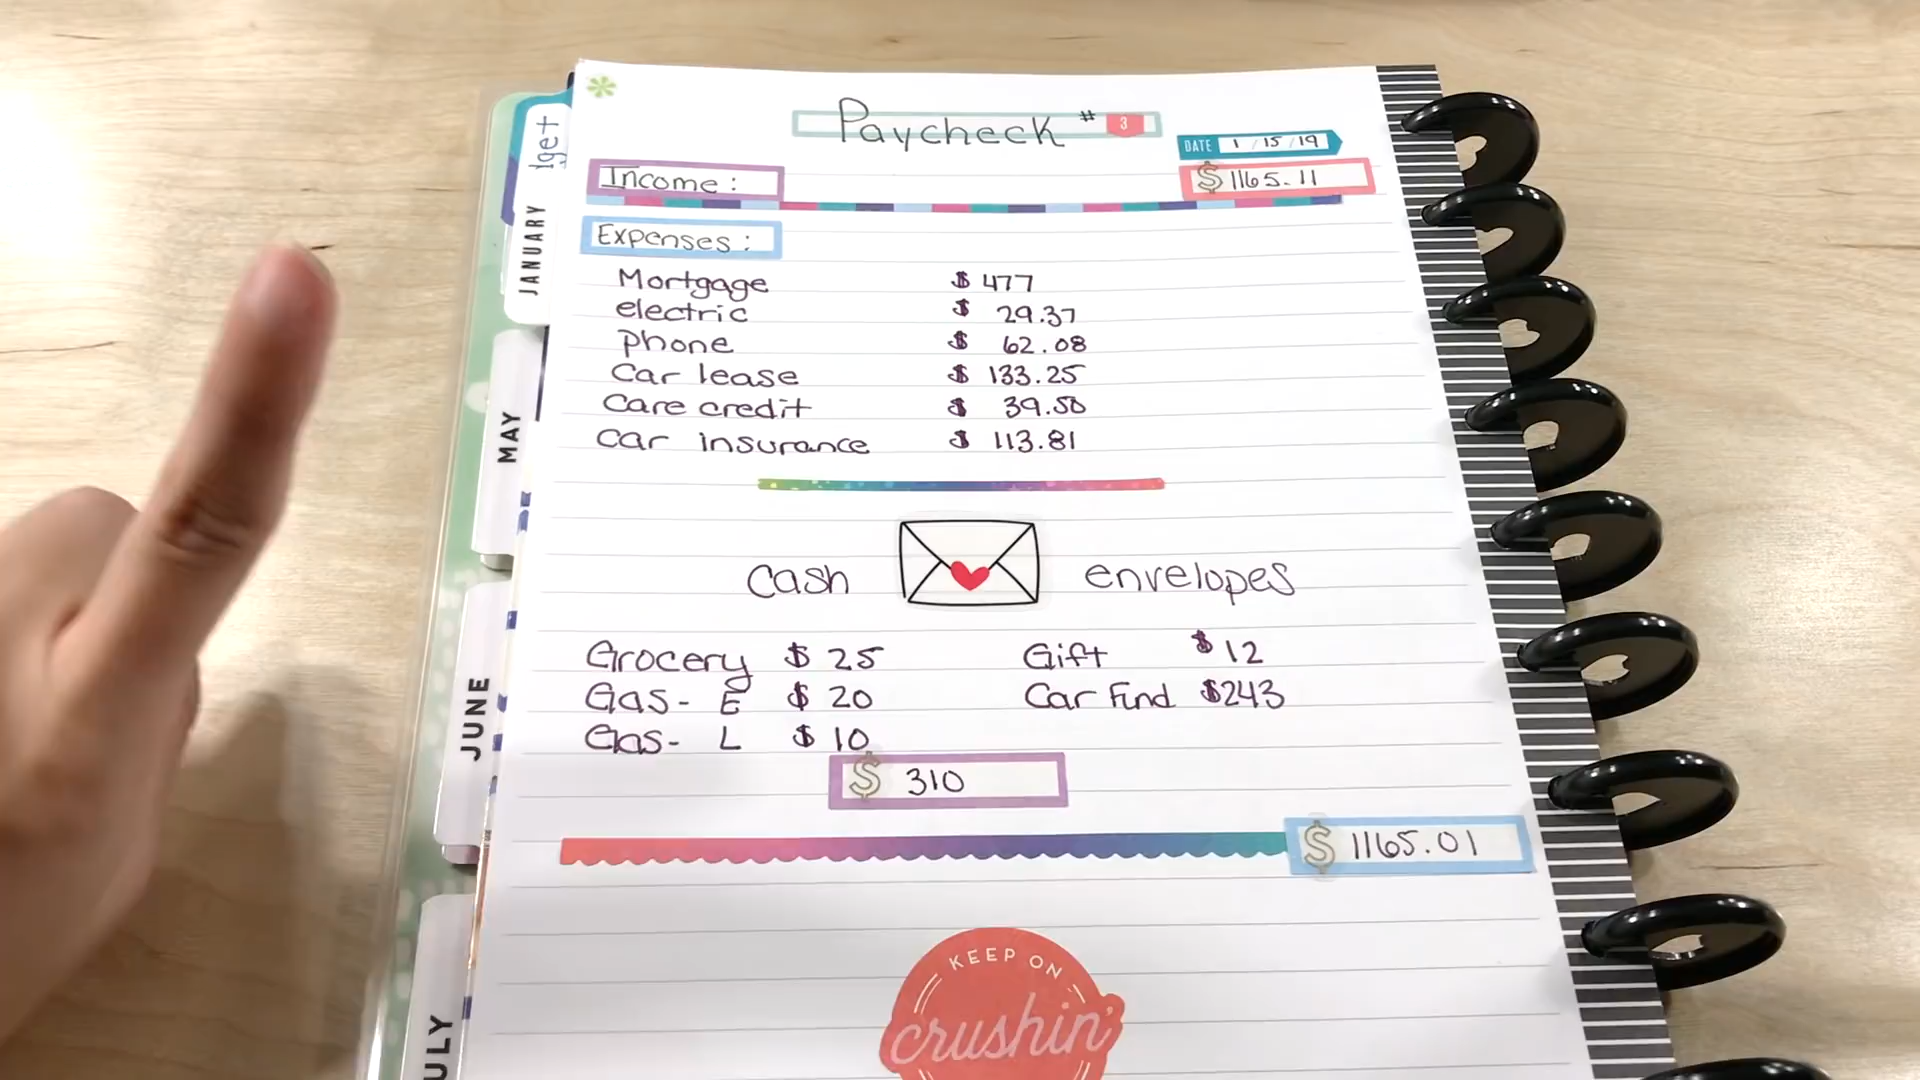 Paycheck # 3
DATE 1/15/19
Income: $1165.11
Expenses:
Mortgage $ 477
electric $ 29.37
phone $ 62.08
Car lease $ 133.25
Care credit $ 39.50
Car insurance $ 113.81
Cash envelopes
Grocery $ 25
Gas- E $ 20
Gas- L $ 10
Gift $ 12
Car Fund $243
$ 310
$ 1165.01
KEEP ON
crushin'
JANUARY
MAY
JUNE